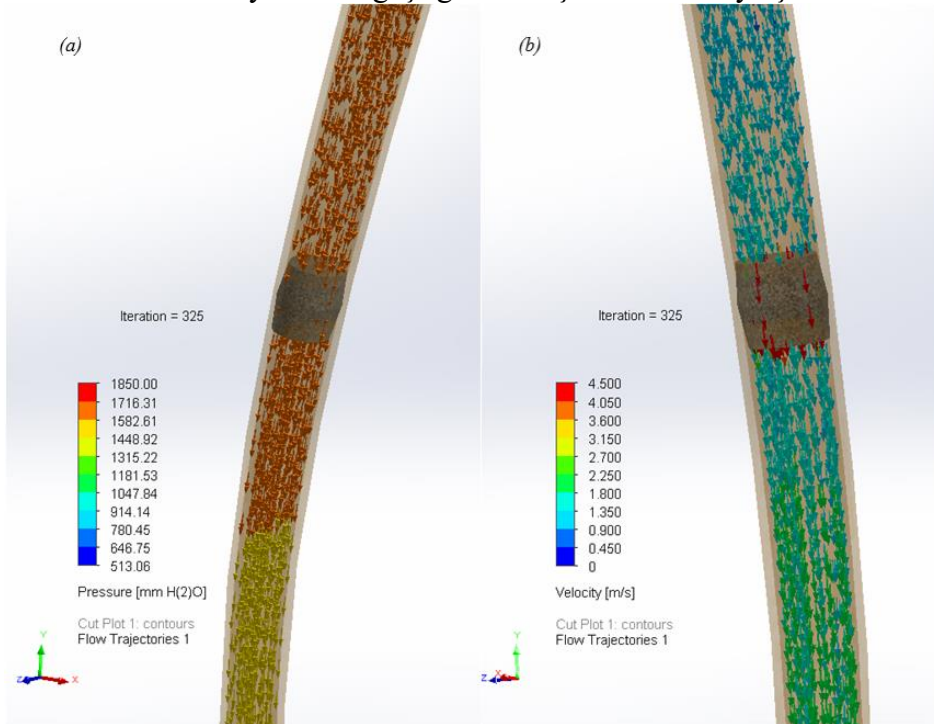 (a)
Iteration = 325
1850.00
1716.31
1582.61
1448.92
1315.22
1181.53
1047.84
914.14
780.45
646.75
513.06
Pressure [mm H(2)O]
Cut Plot 1: contours
Flow Trajectories 1
Y
Z
X
(b)
Iteration = 325
4.500
4.050
3.600
3.150
2.700
2.250
1.800
1.350
0.900
0.450
0
Velocity [m/s]
Cut Plot 1: contours
Flow Trajectories 1
Y
Z